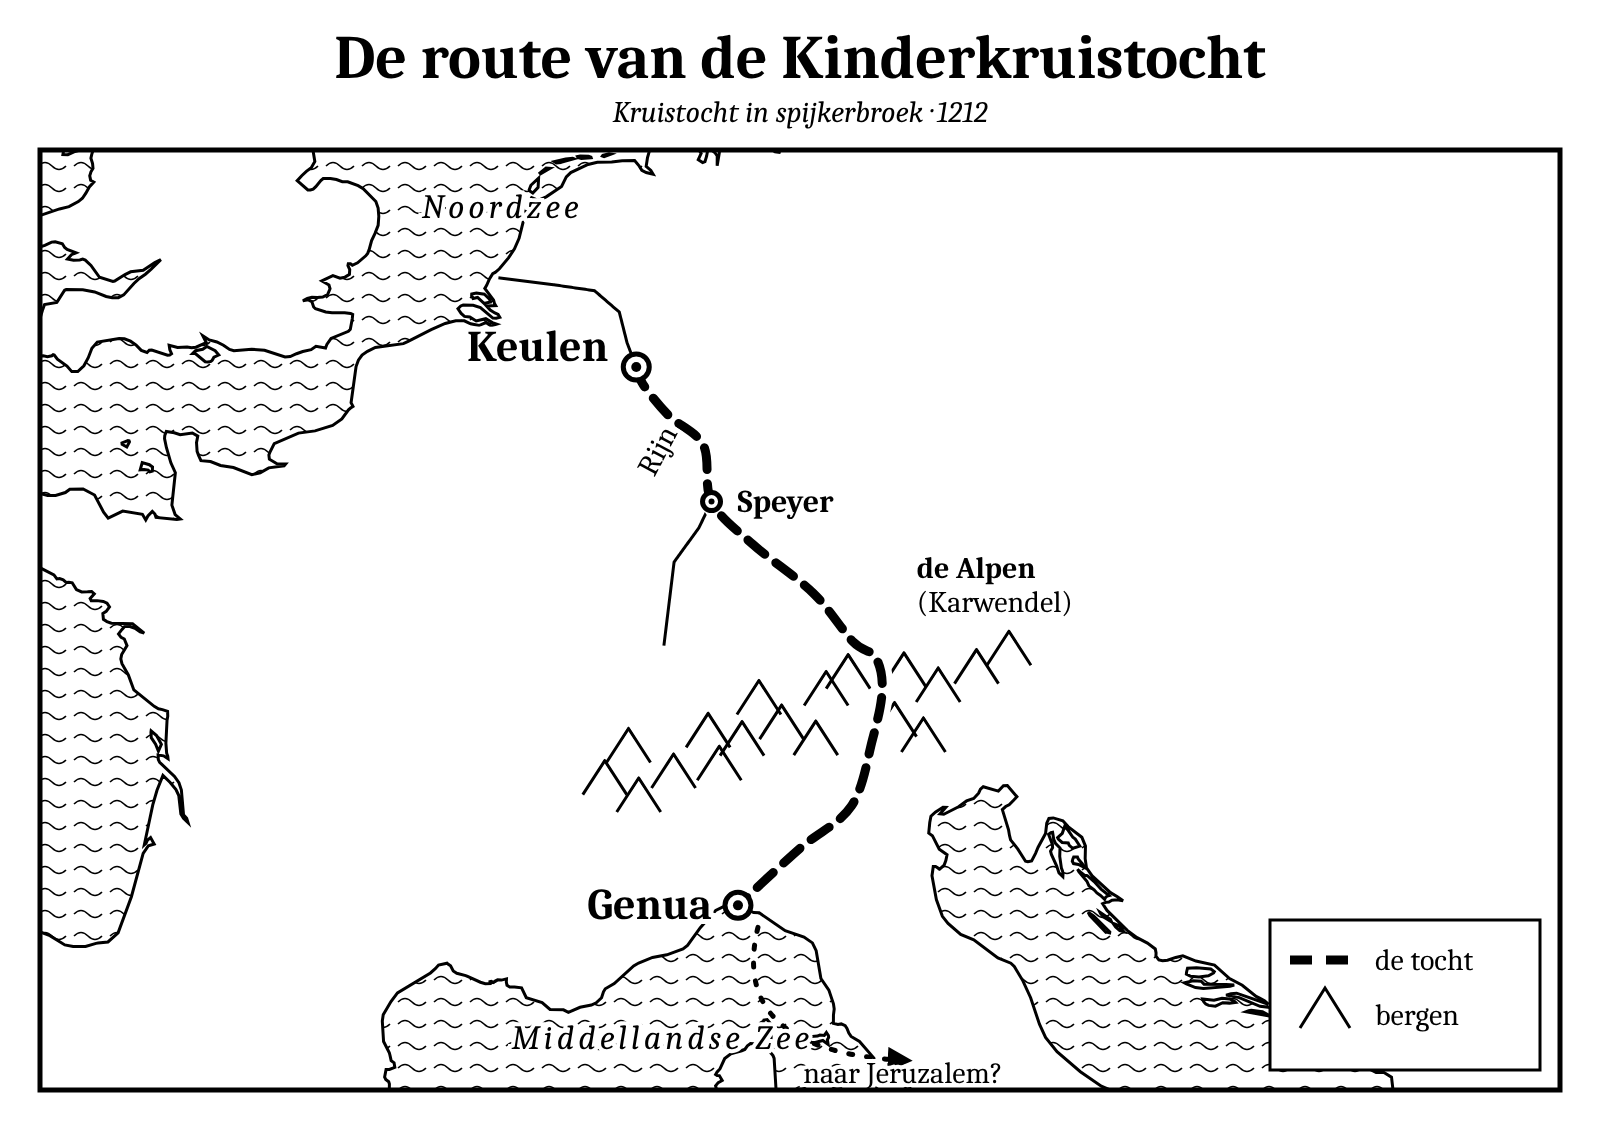 De route van de Kinderkruistocht
Kruistocht in spijkerbroek · 1212
Noordzee
Keulen
Rijn
Speyer
de Alpen
(Karwendel)
Genua
de tocht
bergen
Middellandse Zee
naar Jeruzalem?